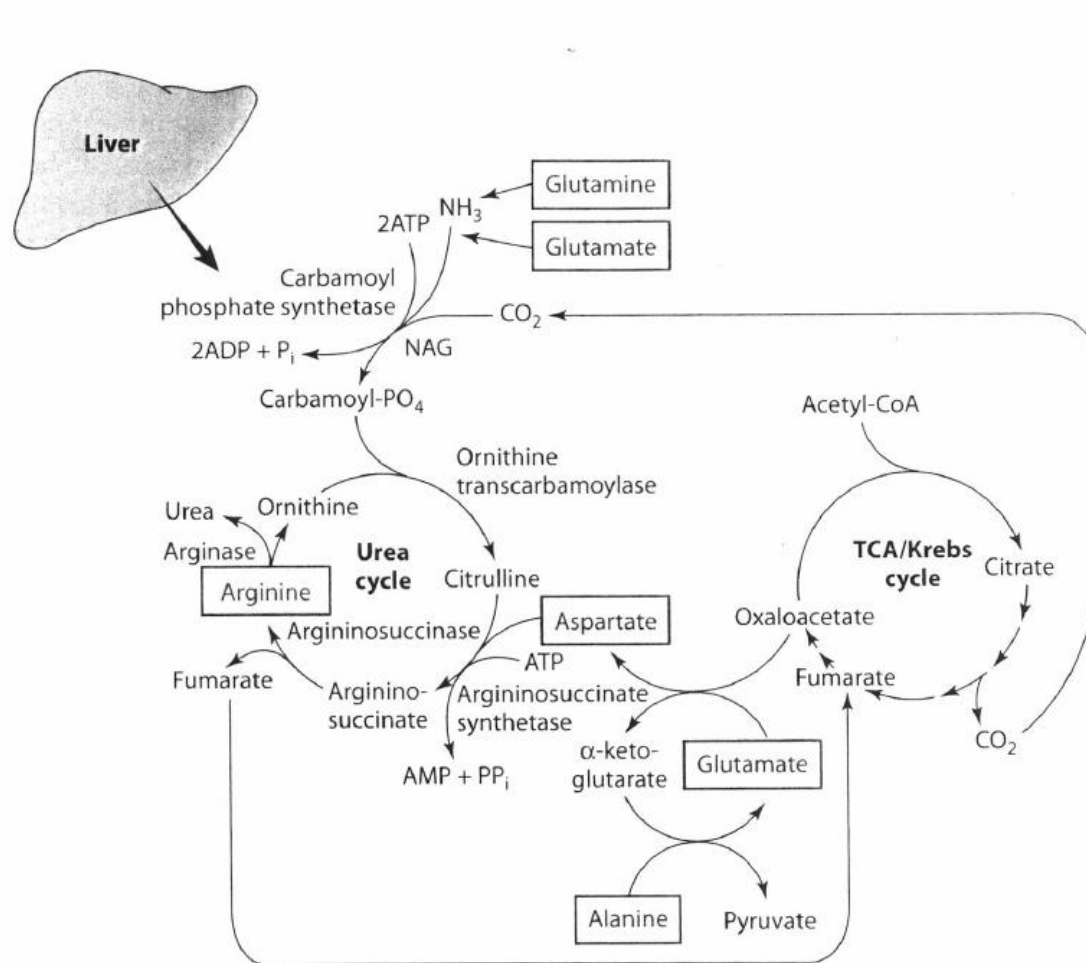 Liver
Glutamine
NH₃
2ATP
Glutamate
Carbamoyl
phosphate synthetase
CO₂
2ADP + Pᵢ
NAG
Carbamoyl-PO₄
Acetyl-CoA
Ornithine
transcarbamoylase
Urea
Ornithine
Arginase
Urea
cycle
TCA/Krebs
cycle
Citrate
Arginine
Citrulline
Argininosuccinase
Aspartate
Oxaloacetate
ATP
Fumarate
Fumarate
Arginino-
succinate
Argininosuccinate
synthetase
CO₂
AMP + PPᵢ
α-keto-
glutarate
Glutamate
Alanine
Pyruvate